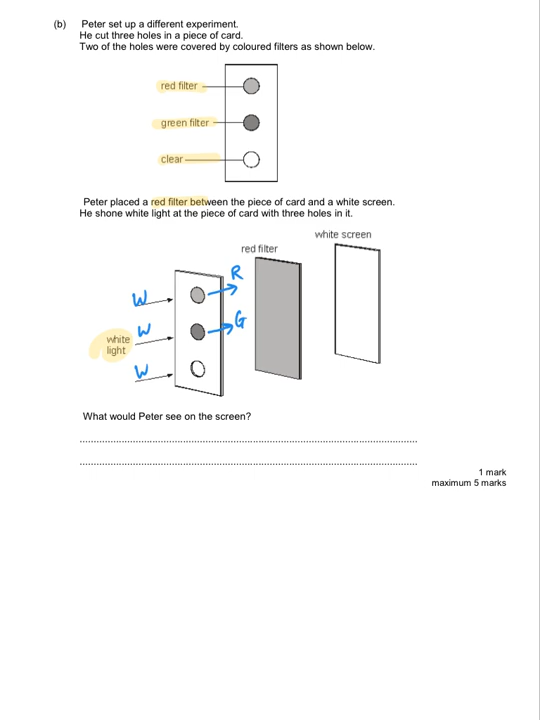 (b) Peter set up a different experiment.
He cut three holes in a piece of card.
Two of the holes were covered by coloured filters as shown below.
red filter
green filter
clear
Peter placed a red filter between the piece of card and a white screen.
He shone white light at the piece of card with three holes in it.
white screen
red filter
R
W
G
W
white
light
W
What would Peter see on the screen?
1 mark
maximum 5 marks